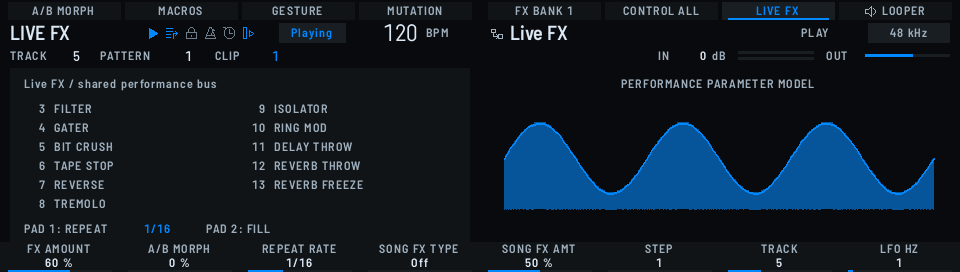 A/B MORPH MACROS GESTURE MUTATION FX BANK 1 CONTROL ALL LIVE FX LOOPER
LIVE FX Playing 120 BPM Live FX PLAY 48 kHz
TRACK 5 PATTERN 1 CLIP 1 IN 0 dB OUT
Live FX / shared performance bus PERFORMANCE PARAMETER MODEL
3 FILTER 9 ISOLATOR
4 GATER 10 RING MOD
5 BIT CRUSH 11 DELAY THROW
6 TAPE STOP 12 REVERB THROW
7 REVERSE 13 REVERB FREEZE
8 TREMOLO
PAD 1: REPEAT 1/16 PAD 2: FILL
FX AMOUNT A/B MORPH REPEAT RATE SONG FX TYPE SONG FX AMT STEP TRACK LFO HZ
60 % 0 % 1/16 Off 50 % 1 5 1